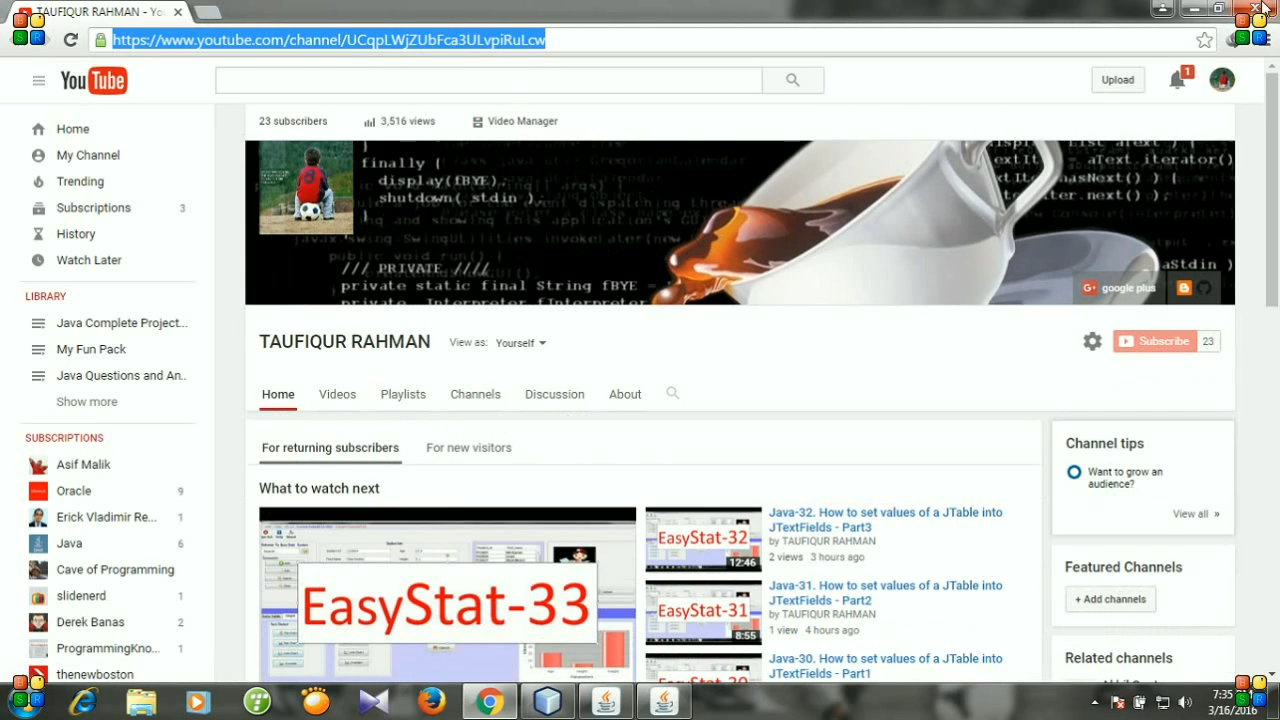 TAUFIQUR RAHMAN - Yo
https://www.youtube.com/channel/UCqpLWjZUbFca3ULvpiRuLcw
YouTube
Upload
1
Home
My Channel
Trending
Subscriptions 3
History
Watch Later
LIBRARY
Java Complete Project...
My Fun Pack
Java Questions and An..
Show more
SUBSCRIPTIONS
Asif Malik
Oracle 9
Erick Vladimir Re... 1
Java 6
Cave of Programming
slidenerd
Derek Banas 2
ProgrammingKno... 1
thenewboston
23 subscribers 3,516 views Video Manager
finally {
display(fBYE);
shutdown( stdin );
}
public void run() {
/// PRIVATE ////
private static final String fBYE =
private Interpreter fInterpreter
google plus
TAUFIQUR RAHMAN View as: Yourself
Subscribe 23
Home Videos Playlists Channels Discussion About
For returning subscribers For new visitors
What to watch next
EasyStat-33
EasyStat-32
12:46
Java-32. How to set values of a JTable into
JTextFields - Part3
by TAUFIQUR RAHMAN
2 views 3 hours ago
EasyStat-31
8:55
Java-31. How to set values of a JTable into
JTextFields - Part2
by TAUFIQUR RAHMAN
1 view 4 hours ago
Java-30. How to set values of a JTable into
JTextFields - Part1
Channel tips
Want to grow an
audience?
View all »
Featured Channels
+ Add channels
Related channels
3/16/2016